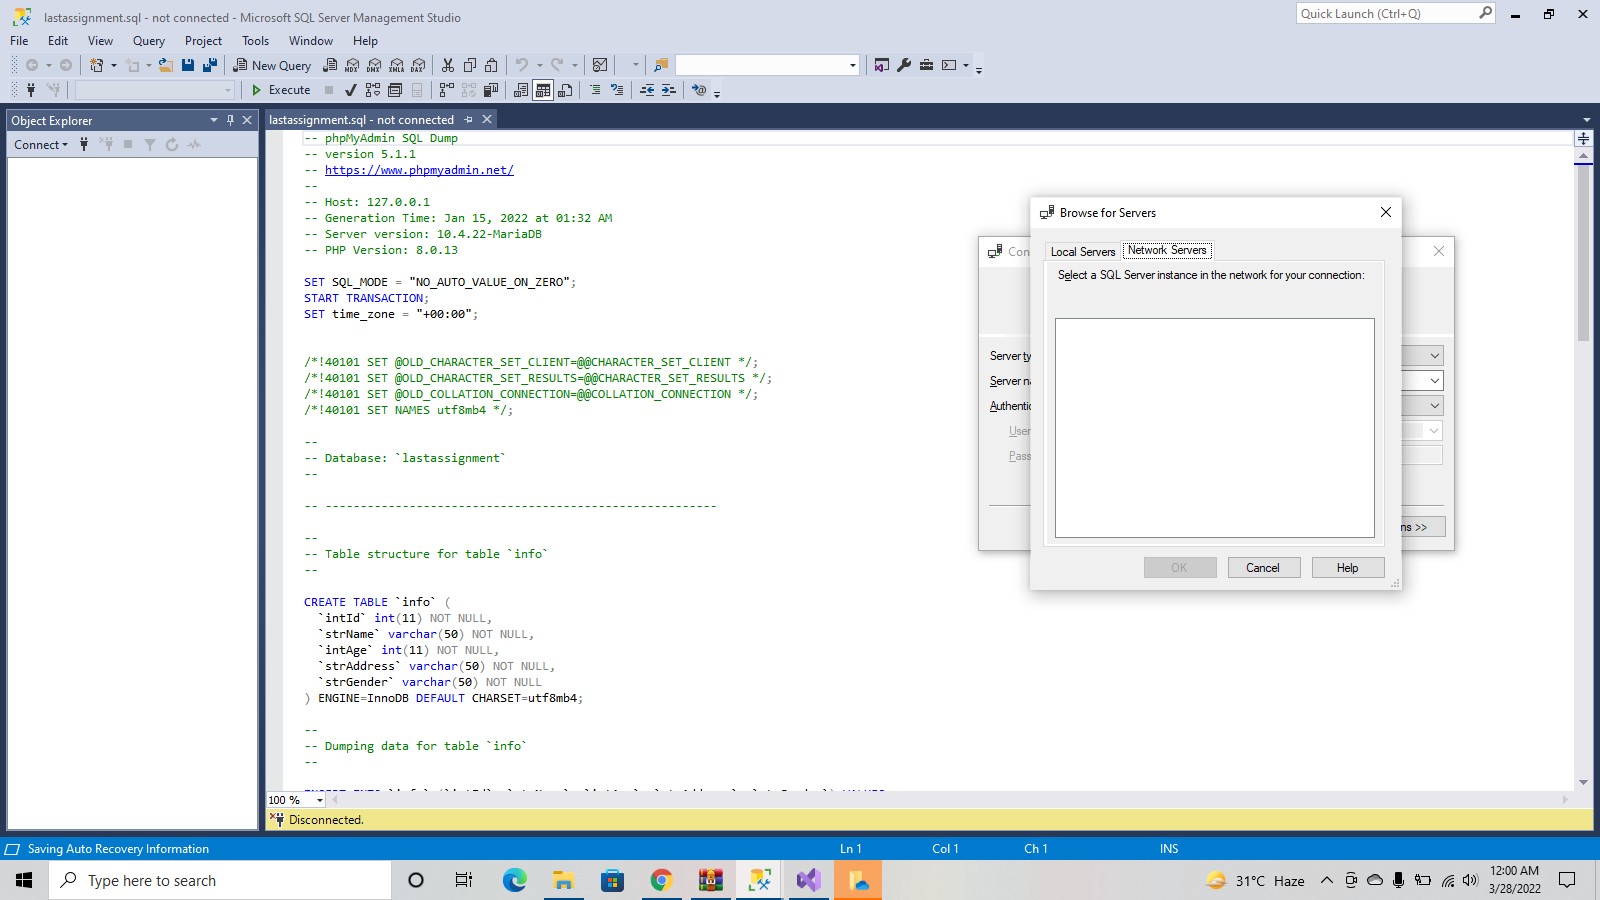 lastassignment.sql - not connected - Microsoft SQL Server Management Studio
Quick Launch (Ctrl+Q)
File Edit View Query Project Tools Window Help
New Query MDX DMX XMLA DAX
Execute
Object Explorer
lastassignment.sql - not connected
Connect
-- phpMyAdmin SQL Dump
-- version 5.1.1
-- https://www.phpmyadmin.net/
--
-- Host: 127.0.0.1
-- Generation Time: Jan 15, 2022 at 01:32 AM
-- Server version: 10.4.22-MariaDB
-- PHP Version: 8.0.13
SET SQL_MODE = "NO_AUTO_VALUE_ON_ZERO";
START TRANSACTION;
SET time_zone = "+00:00";
/*!40101 SET @OLD_CHARACTER_SET_CLIENT=@@CHARACTER_SET_CLIENT */;
/*!40101 SET @OLD_CHARACTER_SET_RESULTS=@@CHARACTER_SET_RESULTS */;
/*!40101 SET @OLD_COLLATION_CONNECTION=@@COLLATION_CONNECTION */;
/*!40101 SET NAMES utf8mb4 */;
--
-- Database: `lastassignment`
--
-- --------------------------------------------------------
--
-- Table structure for table `info`
--
CREATE TABLE `info` (
`intId` int(11) NOT NULL,
`strName` varchar(50) NOT NULL,
`intAge` int(11) NOT NULL,
`strAddress` varchar(50) NOT NULL,
`strGender` varchar(50) NOT NULL
) ENGINE=InnoDB DEFAULT CHARSET=utf8mb4;
--
-- Dumping data for table `info`
--
Browse for Servers
Con
Local Servers Network Servers
Select a SQL Server instance in the network for your connection:
Server ty
Server na
Authentic
User
Pass
ns >>
OK Cancel Help
100 %
Disconnected.
Saving Auto Recovery Information Ln 1 Col 1 Ch 1 INS
Type here to search
31°C Haze
12:00 AM
3/28/2022